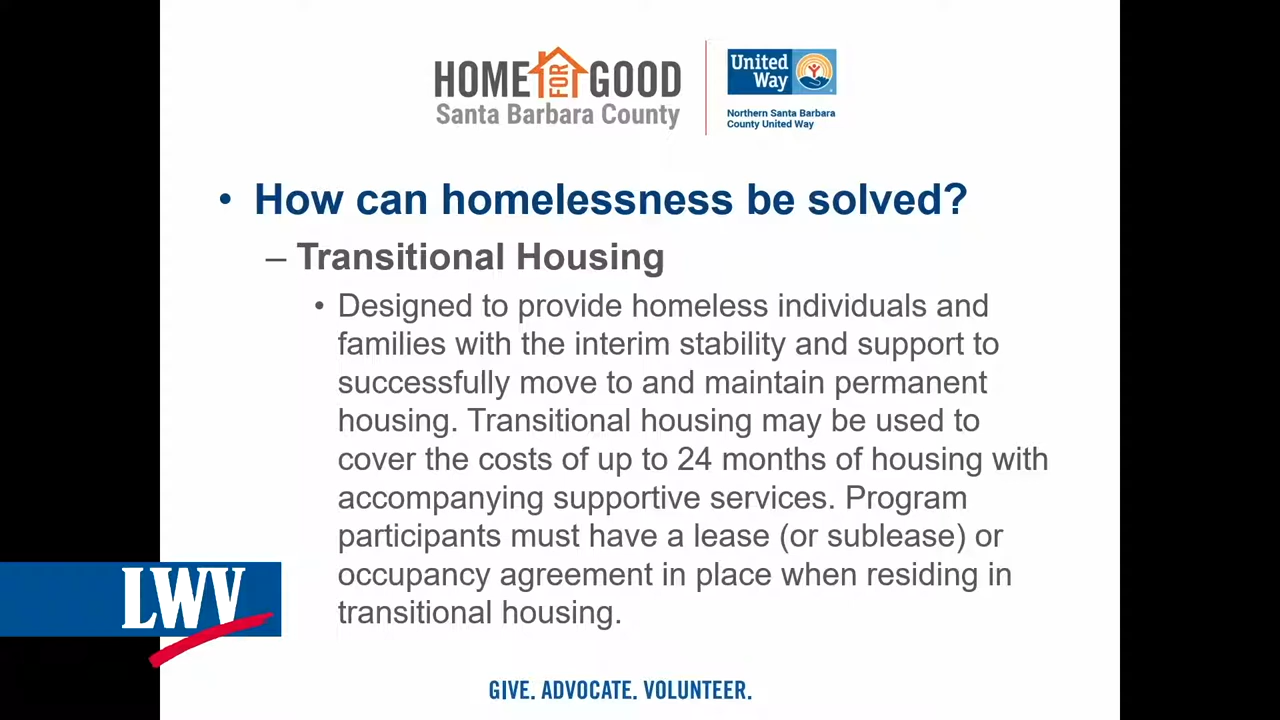 HOME FOR GOOD
Santa Barbara County
United
Way
Northern Santa Barbara
County United Way
• How can homelessness be solved?
– Transitional Housing
• Designed to provide homeless individuals and
families with the interim stability and support to
successfully move to and maintain permanent
housing. Transitional housing may be used to
cover the costs of up to 24 months of housing with
accompanying supportive services. Program
participants must have a lease (or sublease) or
occupancy agreement in place when residing in
transitional housing.
LWV
GIVE. ADVOCATE. VOLUNTEER.